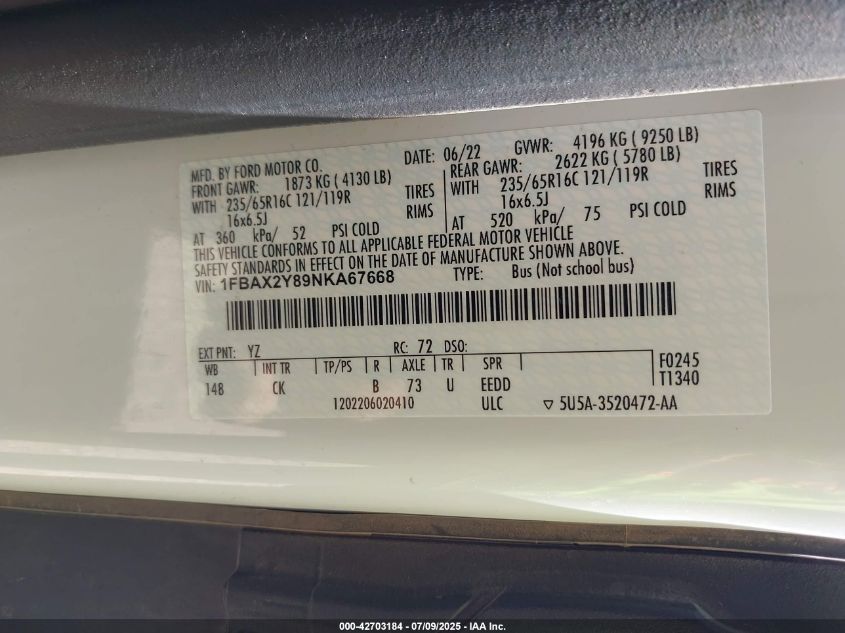 MFD. BY FORD MOTOR CO. DATE: 06/22 GVWR: 4196 KG ( 9250 LB)
FRONT GAWR: 1873 KG ( 4130 LB) REAR GAWR: 2622 KG ( 5780 LB)
WITH 235/65R16C 121/119R TIRES WITH 235/65R16C 121/119R TIRES
16x6.5J RIMS 16x6.5J RIMS
AT 360 kPa/ 52 PSI COLD AT 520 kPa/ 75 PSI COLD
THIS VEHICLE CONFORMS TO ALL APPLICABLE FEDERAL MOTOR VEHICLE
SAFETY STANDARDS IN EFFECT ON THE DATE OF MANUFACTURE SHOWN ABOVE.
VIN: 1FBAX2Y89NKA67668 TYPE: Bus (Not school bus)
EXT PNT: YZ RC: 72 DSO:
WB INT TR TP/PS R AXLE TR SPR F0245
148 CK B 73 U EEDD T1340
1202206020410 ULC ▽ 5U5A-3520472-AA
000-42703184 - 07/09/2025 - IAA Inc.